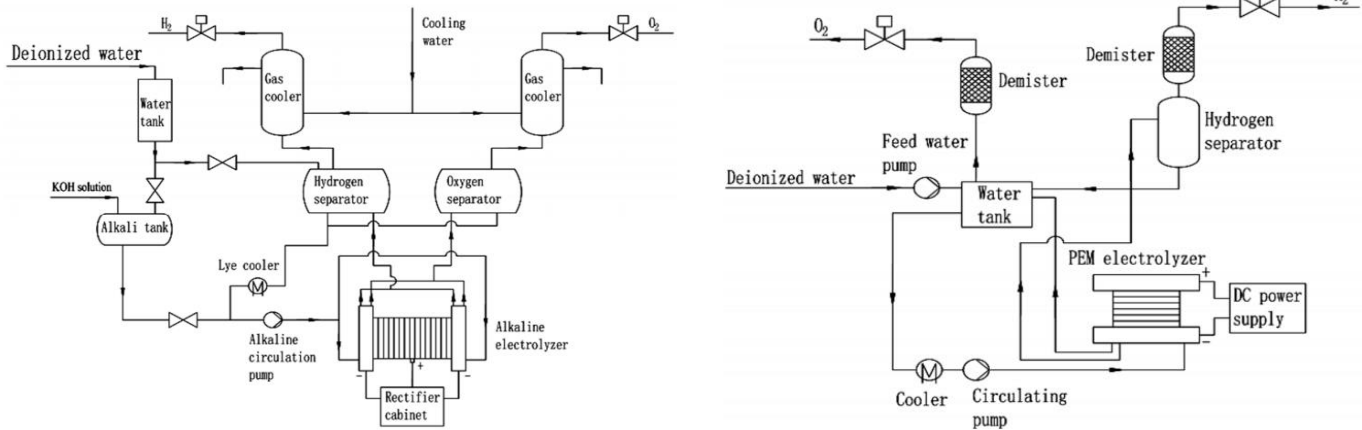 H₂
Cooling
water
O₂
Deionized water
Gas
cooler
Gas
cooler
Water
tank
KOH solution
Alkali tank
Hydrogen
separator
Oxygen
separator
Lye cooler
M
Alkaline
circulation
pump
Alkaline
electrolyzer
-
+
-
Rectifier
cabinet
O₂
Demister
Demister
Hydrogen
separator
Feed water
pump
Deionized water
Water
tank
PEM electrolyzer
+
-
DC power
supply
M
Cooler
Circulating
pump